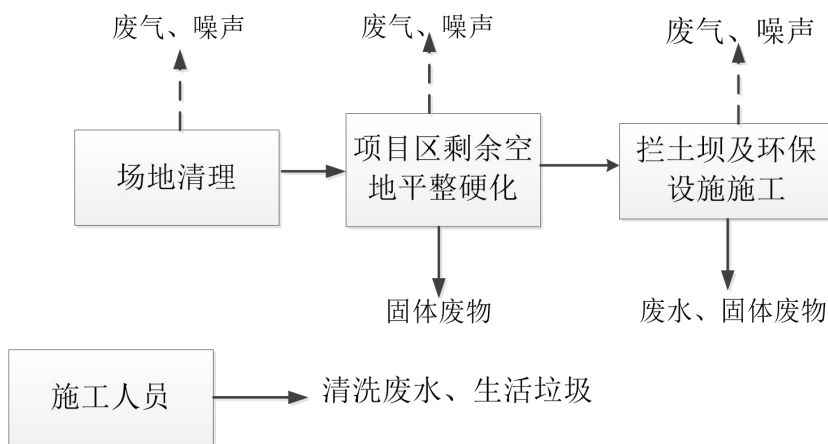 废气、噪声
废气、噪声
废气、噪声
场地清理
项目区剩余空
地平整硬化
拦土坝及环保
设施施工
固体废物
废水、固体废物
施工人员
清洗废水、生活垃圾